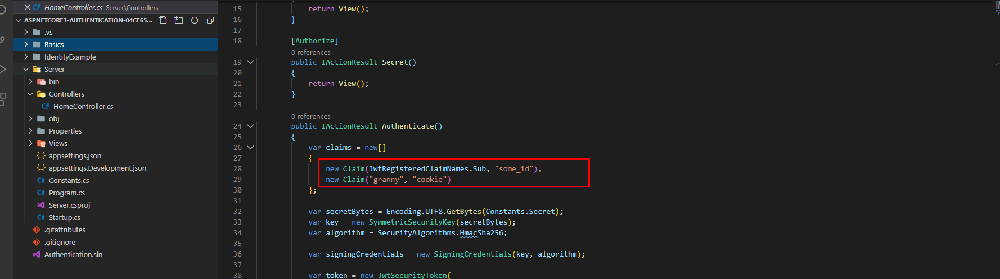 HomeController.cs Server\Controllers
ASPNETCORE3-AUTHENTICATION-04CE65...
.vs
Basics
IdentityExample
Server
bin
Controllers
C# HomeController.cs
obj
Properties
Views
{..} appsettings.json
{..} appsettings.Development.json
C# Constants.cs
C# Program.cs
Server.csproj
C# Startup.cs
.gitattributes
.gitignore
Authentication.sln
15 return View();
16 }
17
18 [Authorize]
0 references
19 public IActionResult Secret()
20 {
21 return View();
22 }
23
0 references
24 public IActionResult Authenticate()
25 {
26 var claims = new[]
27 {
28 new Claim(JwtRegisteredClaimNames.Sub, "some_id"),
29 new Claim("granny", "cookie")
30 };
31
32 var secretBytes = Encoding.UTF8.GetBytes(Constants.Secret);
33 var key = new SymmetricSecurityKey(secretBytes);
34 var algorithm = SecurityAlgorithms.HmacSha256;
35
36 var signingCredentials = new SigningCredentials(key, algorithm);
37
38 var token = new JwtSecurityToken(